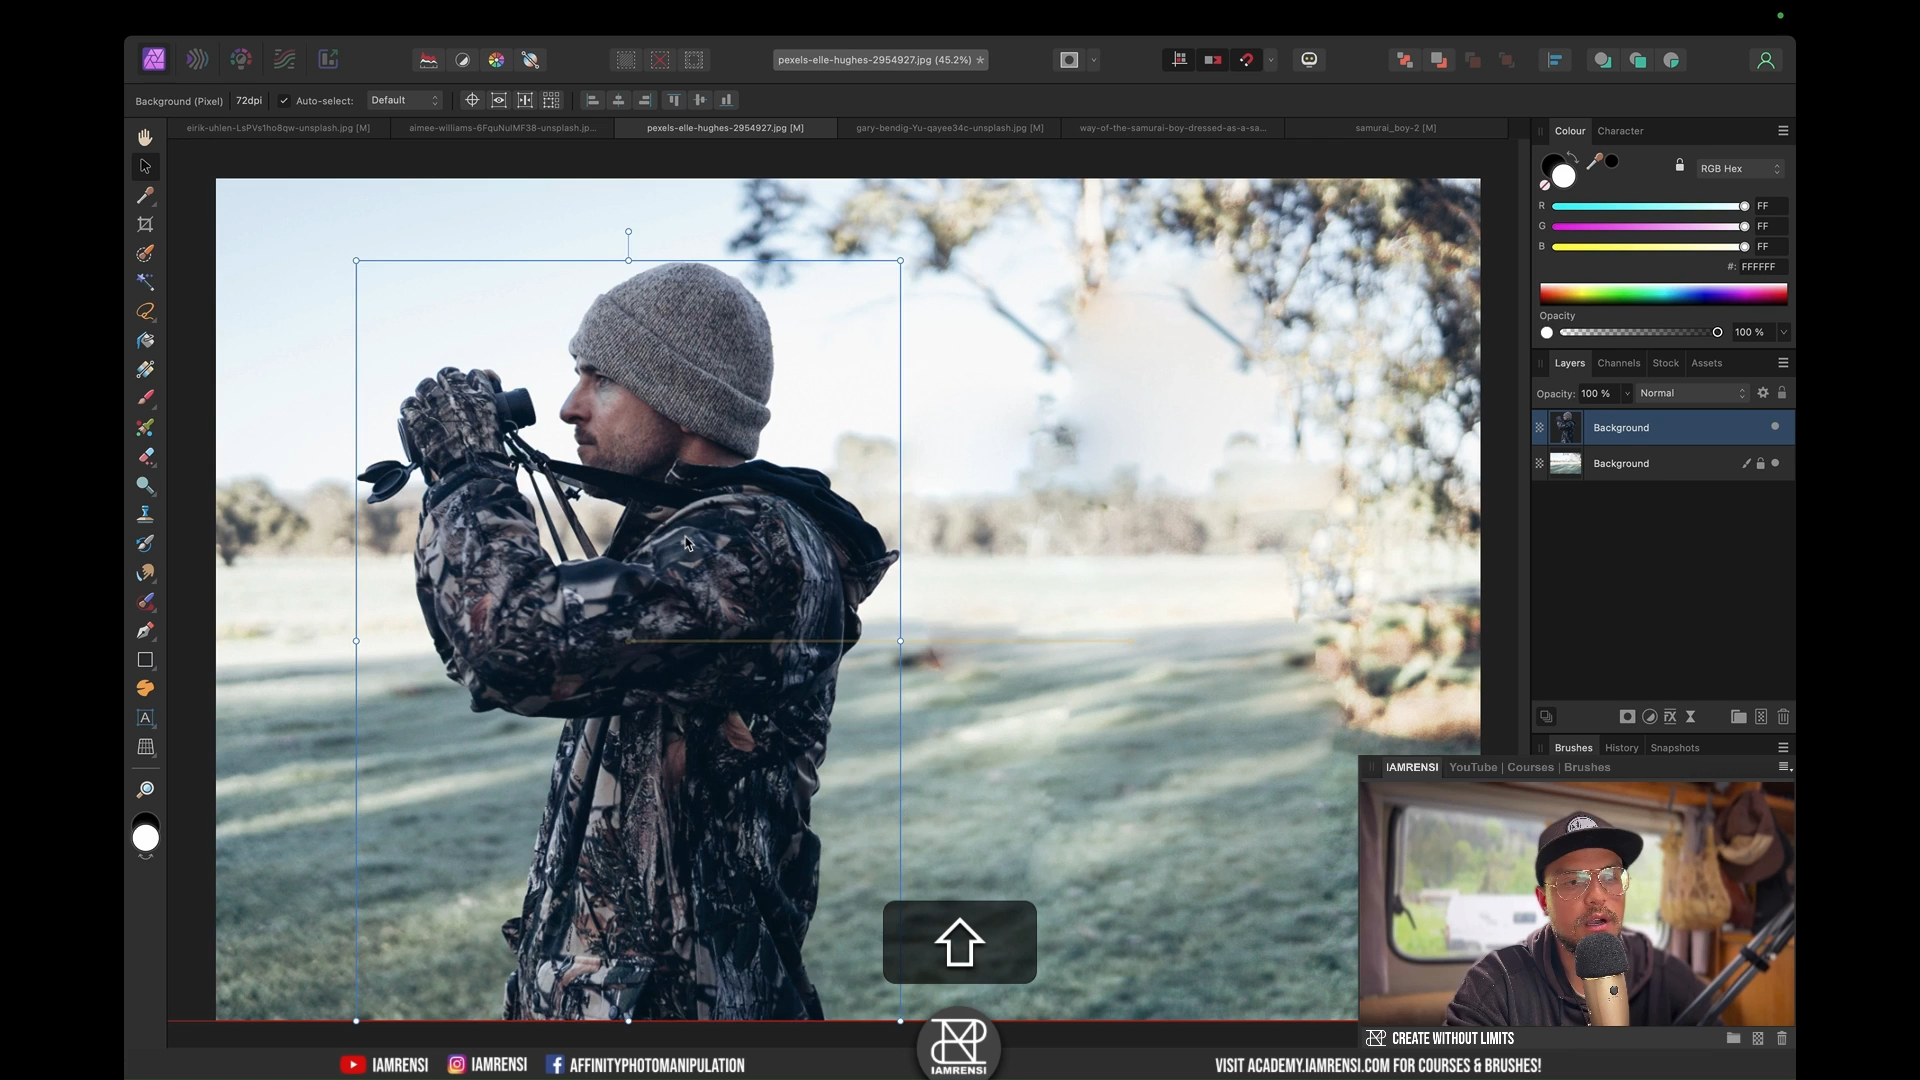 pexels-elle-hughes-2954927.jpg (45.2%) *
Background (Pixel) 72dpi Auto-select: Default
eirik-uhlen-LsPVs1ho8qw-unsplash.jpg [M]
aimee-williams-6FquNulMF38-unsplash.jp...
pexels-elle-hughes-2954927.jpg [M]
gary-bendig-Yu-qayee34c-unsplash.jpg [M]
way-of-the-samurai-boy-dressed-as-a-sa...
samurai_boy-2 [M]
Colour Character
RGB Hex
R FF
G FF
B FF
#: FFFFFF
Opacity
100 %
Layers Channels Stock Assets
Opacity: 100 % Normal
Background
Background
Brushes History Snapshots
IAMRENSI YouTube | Courses | Brushes
CREATE WITHOUT LIMITS
IAMRENSI
IAMRENSI IAMRENSI AFFINITYPHOTOMANIPULATION
VISIT ACADEMY.IAMRENSI.COM FOR COURSES & BRUSHES!